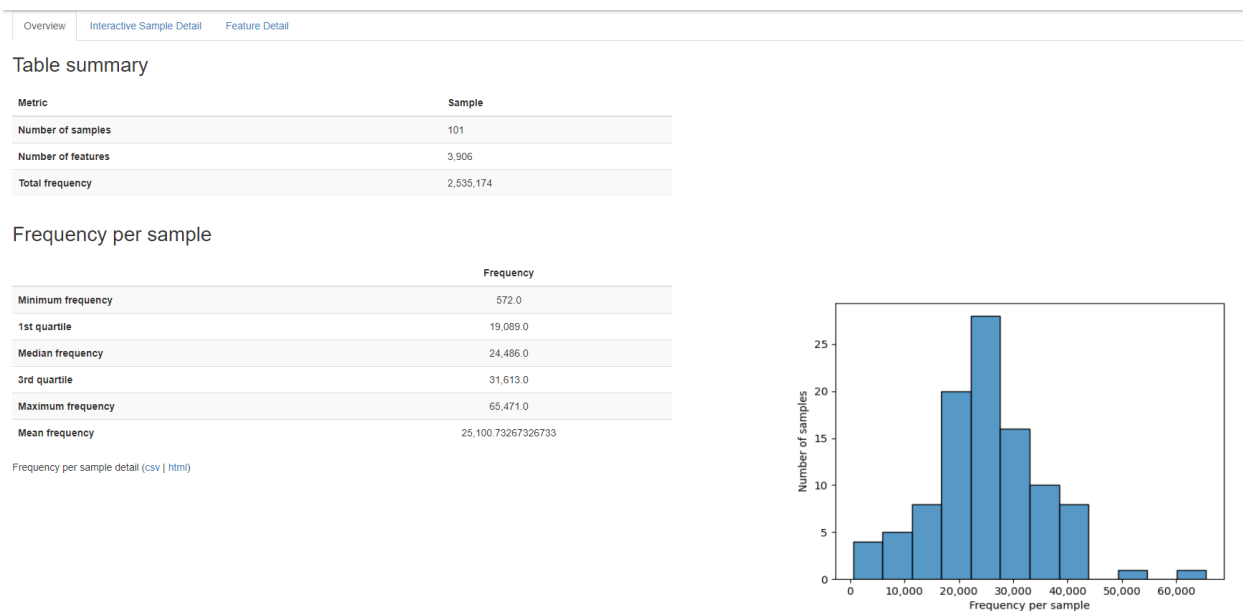 Overview Interactive Sample Detail Feature Detail
Table summary
Metric Sample
Number of samples 101
Number of features 3,906
Total frequency 2,535,174
Frequency per sample
Frequency
Minimum frequency 572.0
1st quartile 19,089.0
Median frequency 24,486.0
3rd quartile 31,613.0
Maximum frequency 65,471.0
Mean frequency 25,100.73267326733
Frequency per sample detail (csv | html)
Number of samples
25
20
15
10
5
0
0 10,000 20,000 30,000 40,000 50,000 60,000
Frequency per sample